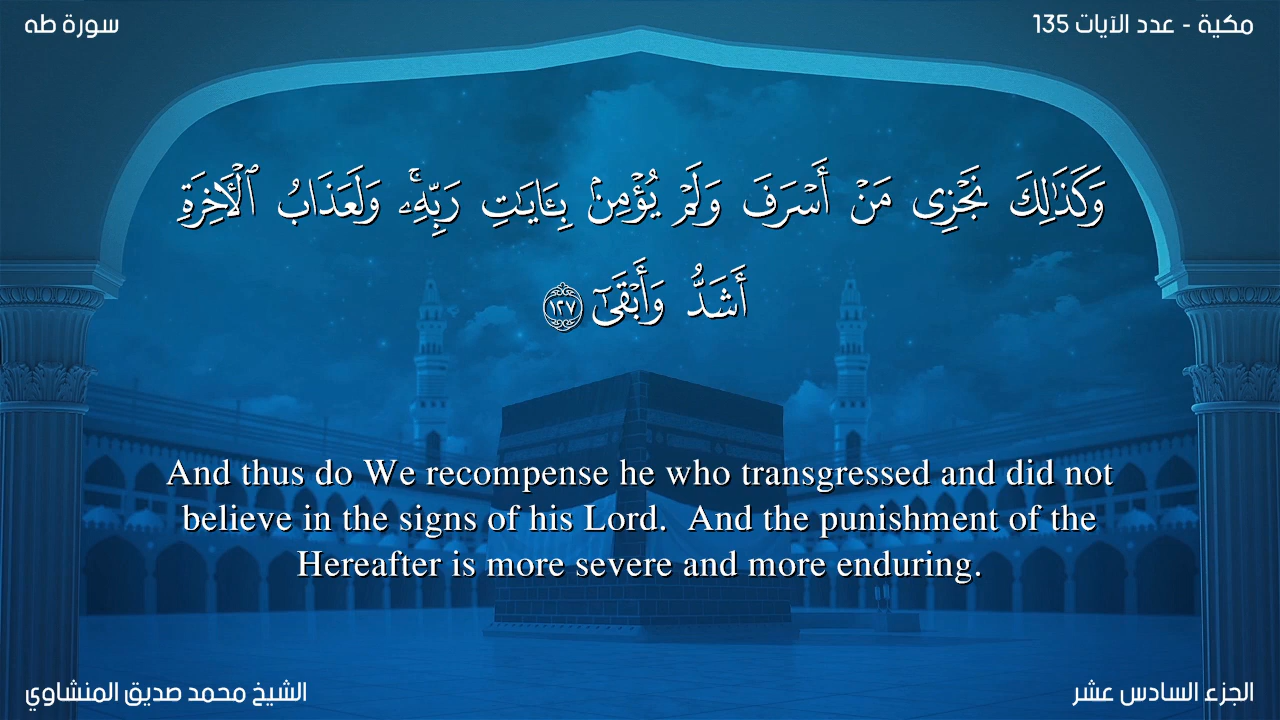 سورة طه
مكية - عدد الآيات 135
وَكَذَٰلِكَ نَجْزِى مَنْ أَسْرَفَ وَلَمْ يُؤْمِنۢ بِـَٔايَـٰتِ رَبِّهِۦ ۚ وَلَعَذَابُ ٱلْـَٔاخِرَةِ
أَشَدُّ وَأَبْقَىٰٓ ١٢٧
And thus do We recompense he who transgressed and did not
believe in the signs of his Lord.  And the punishment of the
Hereafter is more severe and more enduring.
الشيخ محمد صديق المنشاوي
الجزء السادس عشر